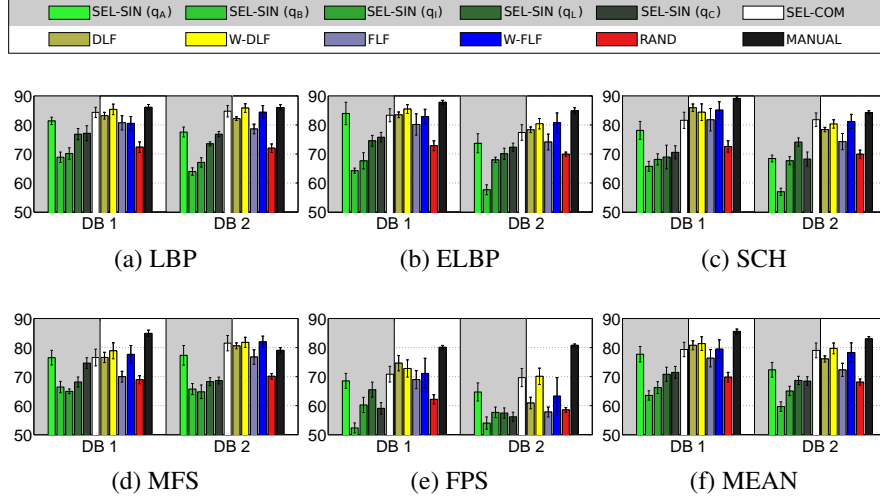 SEL-SIN (qA) SEL-SIN (qB) SEL-SIN (qI) SEL-SIN (qL) SEL-SIN (qC) SEL-COM
DLF W-DLF FLF W-FLF RAND MANUAL
90 90 90
80 80 80
70 70 70
60 60 60
50 50 50
DB 1 DB 2 DB 1 DB 2 DB 1 DB 2
(a) LBP (b) ELBP (c) SCH
90 90 90
80 80 80
70 70 70
60 60 60
50 50 50
DB 1 DB 2 DB 1 DB 2 DB 1 DB 2
(d) MFS (e) FPS (f) MEAN